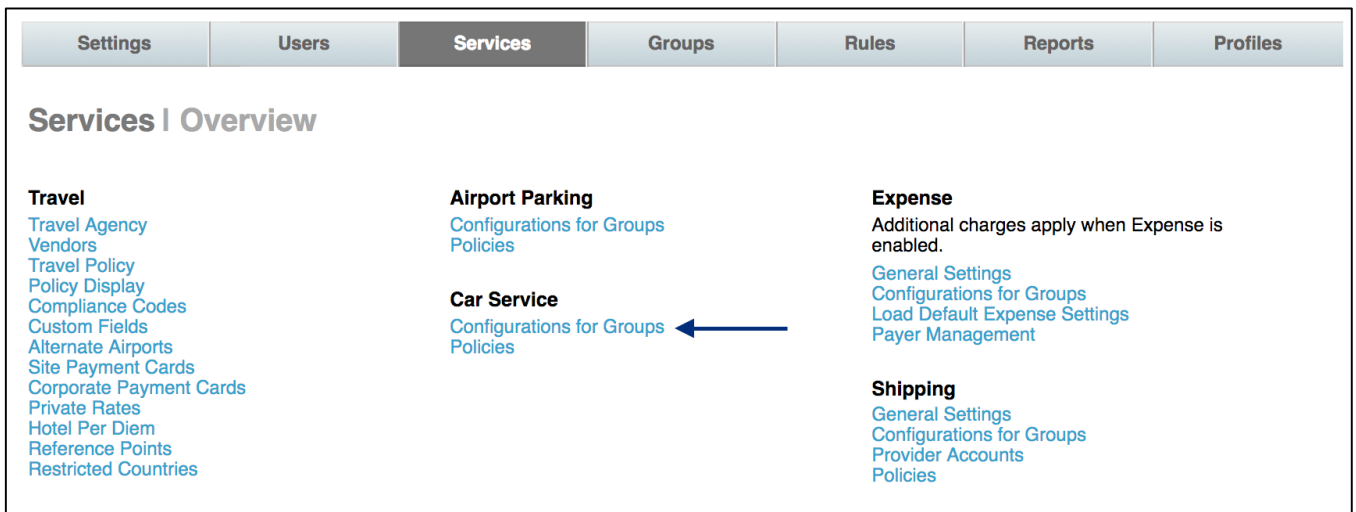 Settings Users Services Groups Rules Reports Profiles
Services | Overview
Travel
Travel Agency
Vendors
Travel Policy
Policy Display
Compliance Codes
Custom Fields
Alternate Airports
Site Payment Cards
Corporate Payment Cards
Private Rates
Hotel Per Diem
Reference Points
Restricted Countries
Airport Parking
Configurations for Groups
Policies
Car Service
Configurations for Groups
Policies
Expense
Additional charges apply when Expense is
enabled.
General Settings
Configurations for Groups
Load Default Expense Settings
Payer Management
Shipping
General Settings
Configurations for Groups
Provider Accounts
Policies